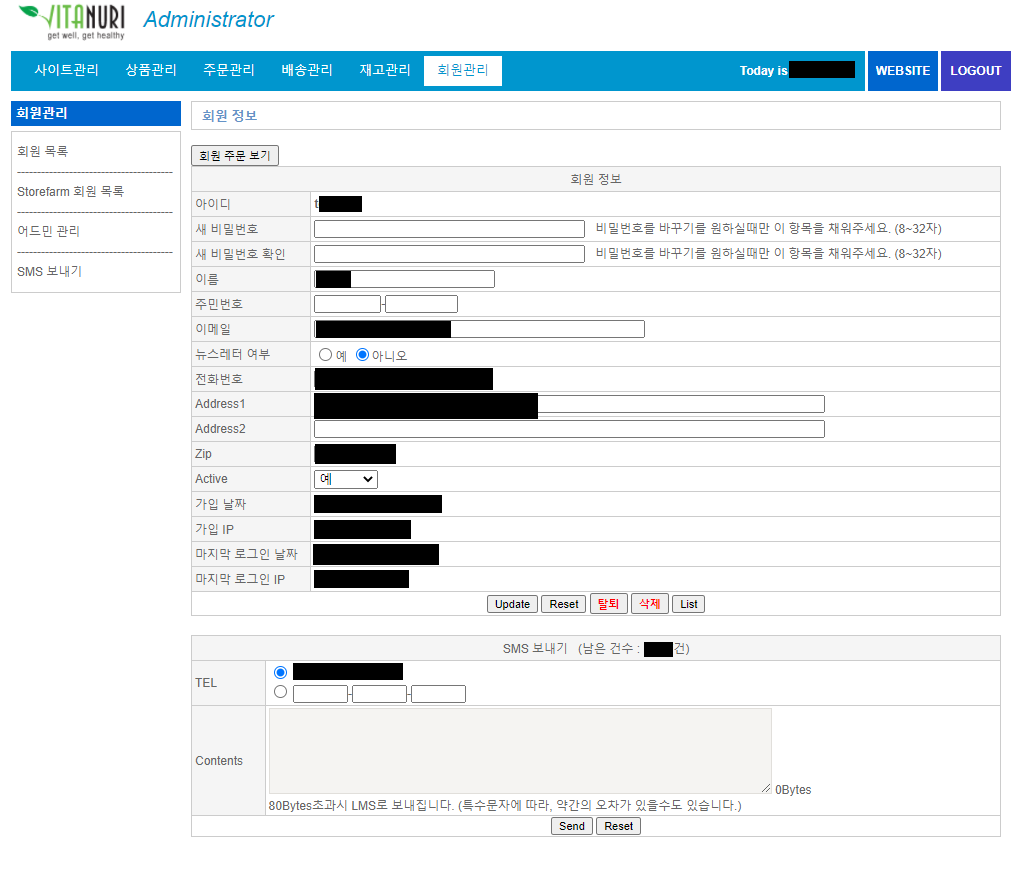 VITANURI
get well, get healthy
Administrator
사이트관리 상품관리 주문관리 배송관리 재고관리 회원관리 Today is WEBSITE LOGOUT
회원관리
회원 목록
Storefarm 회원 목록
어드민 관리
SMS 보내기
회원 정보
회원 주문 보기
회원 정보
아이디 t
새 비밀번호 비밀번호를 바꾸기를 원하실때만 이 항목을 채워주세요. (8~32자)
새 비밀번호 확인 비밀번호를 바꾸기를 원하실때만 이 항목을 채워주세요. (8~32자)
이름
주민번호 -
이메일
뉴스레터 여부 예 아니오
전화번호
Address1
Address2
Zip
Active 예
가입 날짜
가입 IP
마지막 로그인 날짜
마지막 로그인 IP
Update Reset 탈퇴 삭제 List
SMS 보내기 (남은 건수 : 건)
TEL
- -
Contents
0Bytes
80Bytes초과시 LMS로 보내집니다. (특수문자에 따라, 약간의 오차가 있을수도 있습니다.)
Send Reset